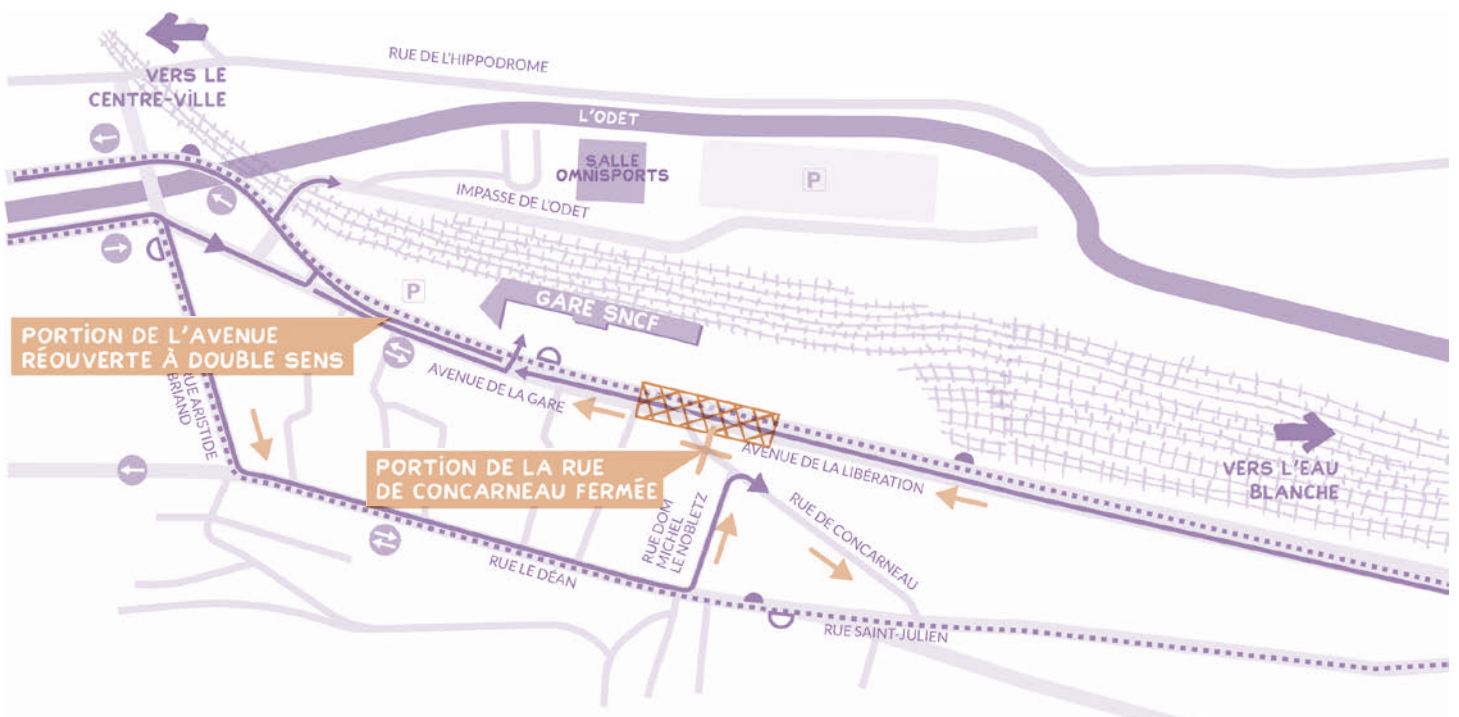 RUE DE L'HIPPODROME
VERS LE
CENTRE-VILLE
L'ODET
SALLE
OMNISPORTS
P
IMPASSE DE L'ODET
P
GARE SNCF
PORTION DE L'AVENUE
RÉOUVERTE À DOUBLE SENS
AVENUE DE LA GARE
RUE ARISTIDE
BRIAND
PORTION DE LA RUE
DE CONCARNEAU FERMÉE
AVENUE DE LA LIBÉRATION
VERS L'EAU
BLANCHE
RUE DOM
MICHEL
LE NOBLETZ
RUE DE CONCARNEAU
RUE LE DÉAN
RUE SAINT-JULIEN